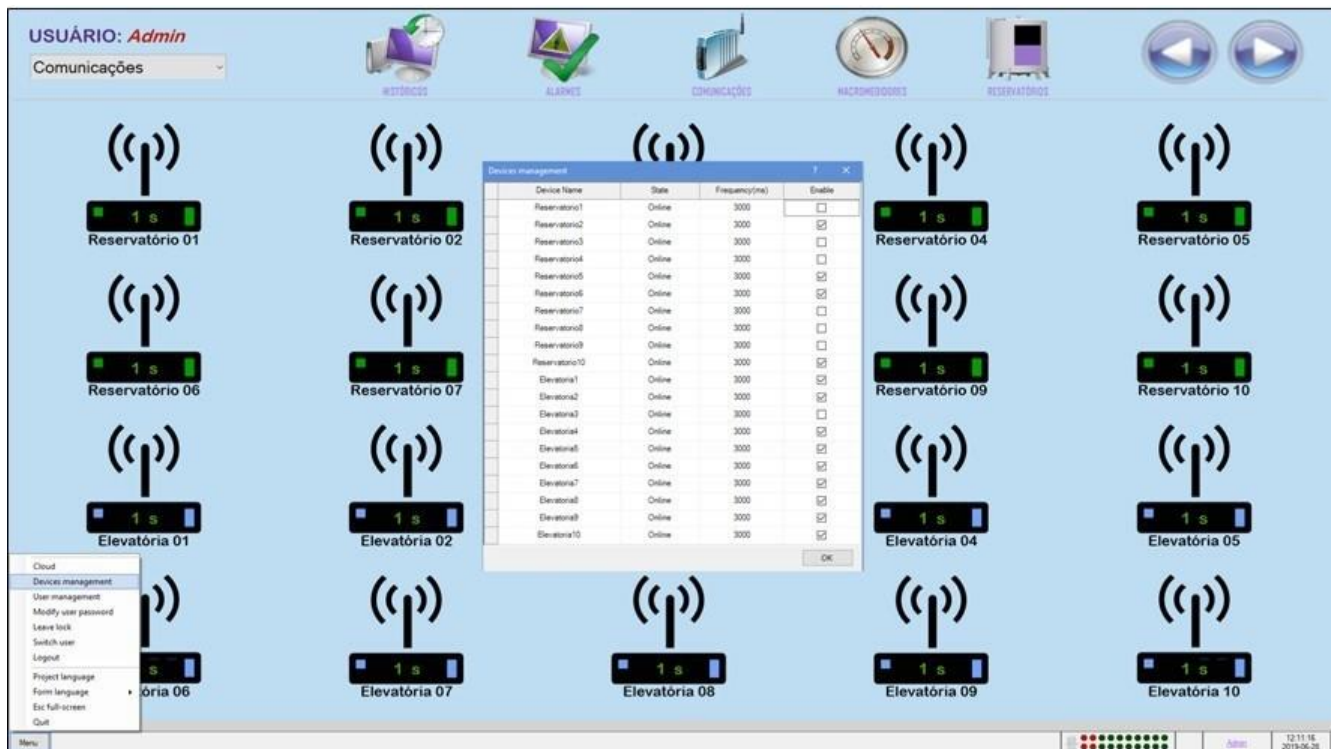 USUÁRIO: Admin
Comunicações
HISTÓRICOS
ALARMES
COMUNICAÇÕES
MACROMEDIDORES
RESERVATÓRIOS
1 s
Reservatório 01
1 s
Reservatório 02
1 s
Reservatório 04
1 s
Reservatório 05
1 s
Reservatório 06
1 s
Reservatório 07
1 s
Reservatório 09
1 s
Reservatório 10
1 s
Elevatória 01
1 s
Elevatória 02
1 s
Elevatória 04
1 s
Elevatória 05
s
ória 06
1 s
Elevatória 07
1 s
Elevatória 08
1 s
Elevatória 09
1 s
Elevatória 10
Devices management ? ×
Device Name State Frequency(ms) Enable
Reservatorio1 Online 3000
Reservatorio2 Online 3000
Reservatorio3 Online 3000
Reservatorio4 Online 3000
Reservatorio5 Online 3000
Reservatorio6 Online 3000
Reservatorio7 Online 3000
Reservatorio8 Online 3000
Reservatorio9 Online 3000
Reservatorio10 Online 3000
Elevatoria1 Online 3000
Elevatoria2 Online 3000
Elevatoria3 Online 3000
Elevatoria4 Online 3000
Elevatoria5 Online 3000
Elevatoria6 Online 3000
Elevatoria7 Online 3000
Elevatoria8 Online 3000
Elevatoria9 Online 3000
Elevatoria10 Online 3000
OK
Cloud
Devices management
User management
Modify user password
Leave lock
Switch user
Logout
Project language
Form language
Esc full-screen
Quit
Menu
Admin
12:11:16
2019-06-28